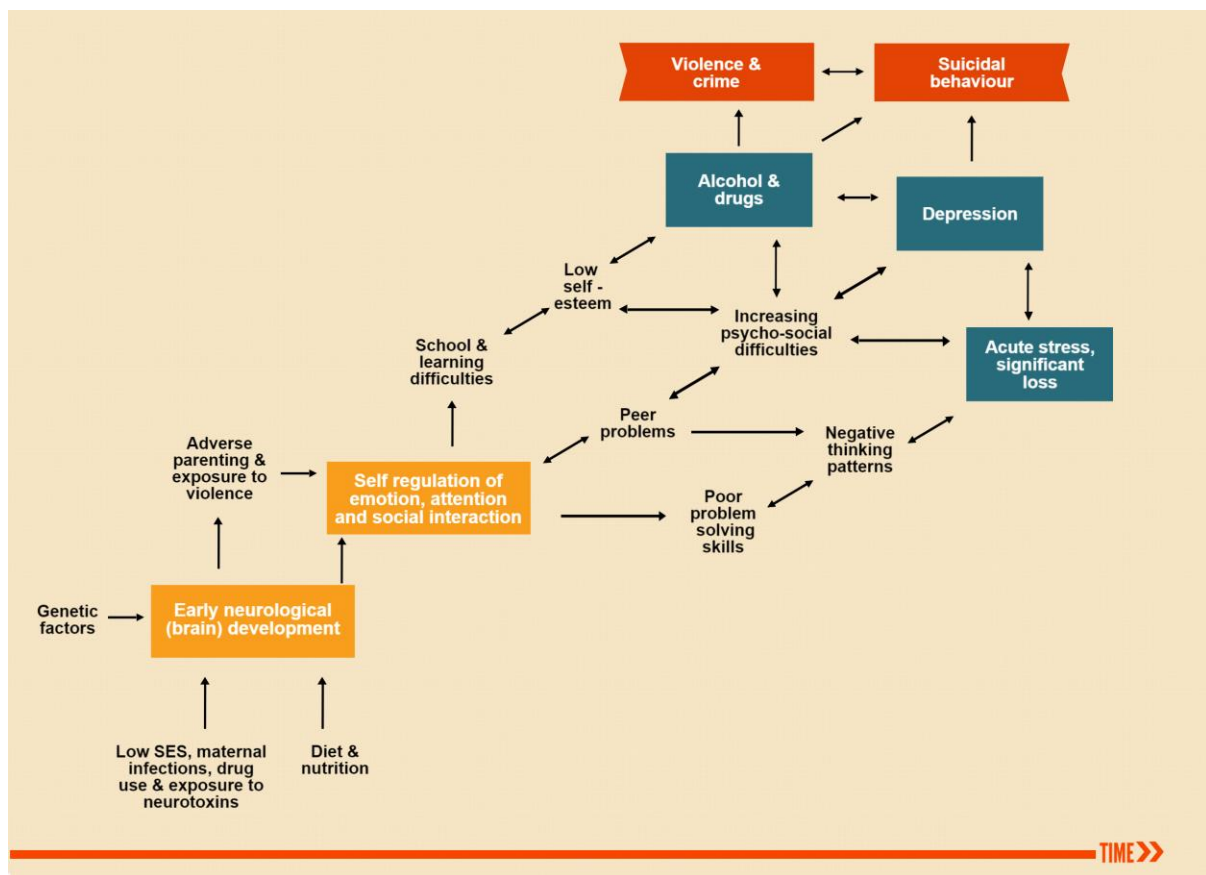 Violence &
crime
Suicidal
behaviour
Alcohol &
drugs
Depression
Low
self -
esteem
Increasing
psycho-social
difficulties
School &
learning
difficulties
Acute stress,
significant
loss
Peer
problems
Negative
thinking
patterns
Adverse
parenting &
exposure to
violence
Self regulation of
emotion, attention
and social interaction
Poor
problem
solving
skills
Genetic
factors
Early neurological
(brain) development
Low SES, maternal
infections, drug
use & exposure to
neurotoxins
Diet &
nutrition
TIME